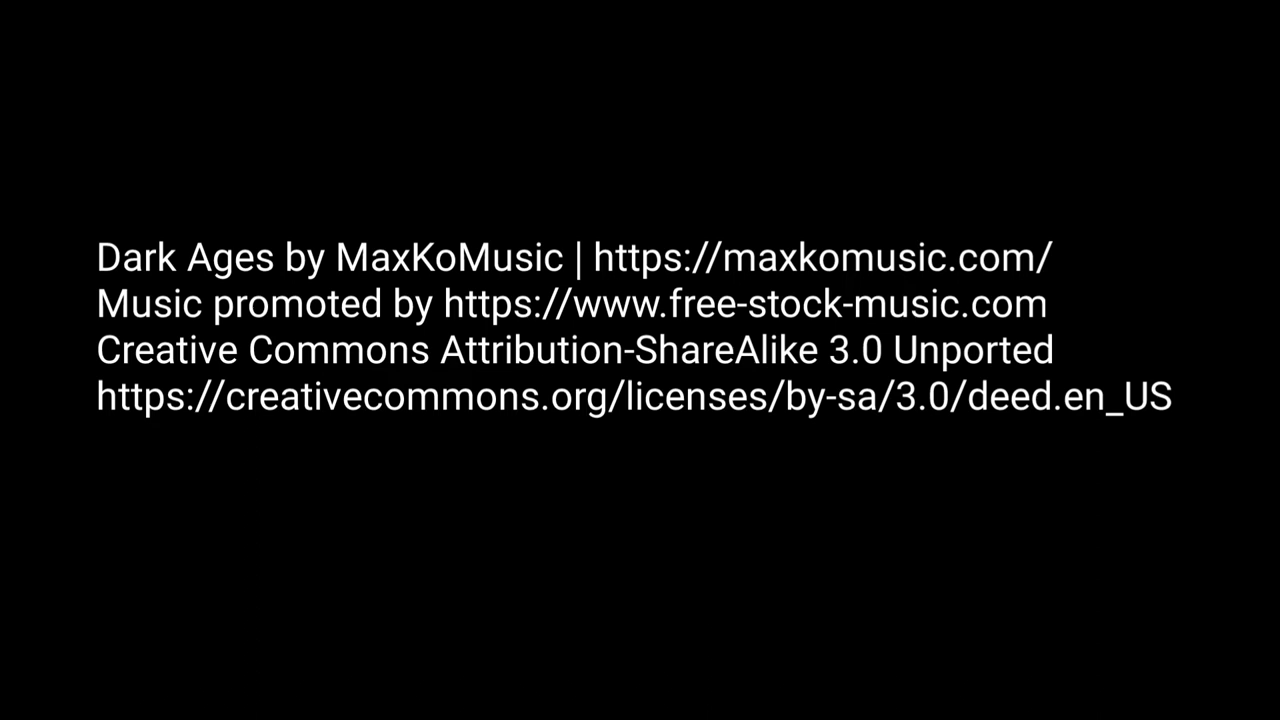 Dark Ages by MaxKoMusic | https://maxkomusic.com/
Music promoted by https://www.free-stock-music.com
Creative Commons Attribution-ShareAlike 3.0 Unported
https://creativecommons.org/licenses/by-sa/3.0/deed.en_US